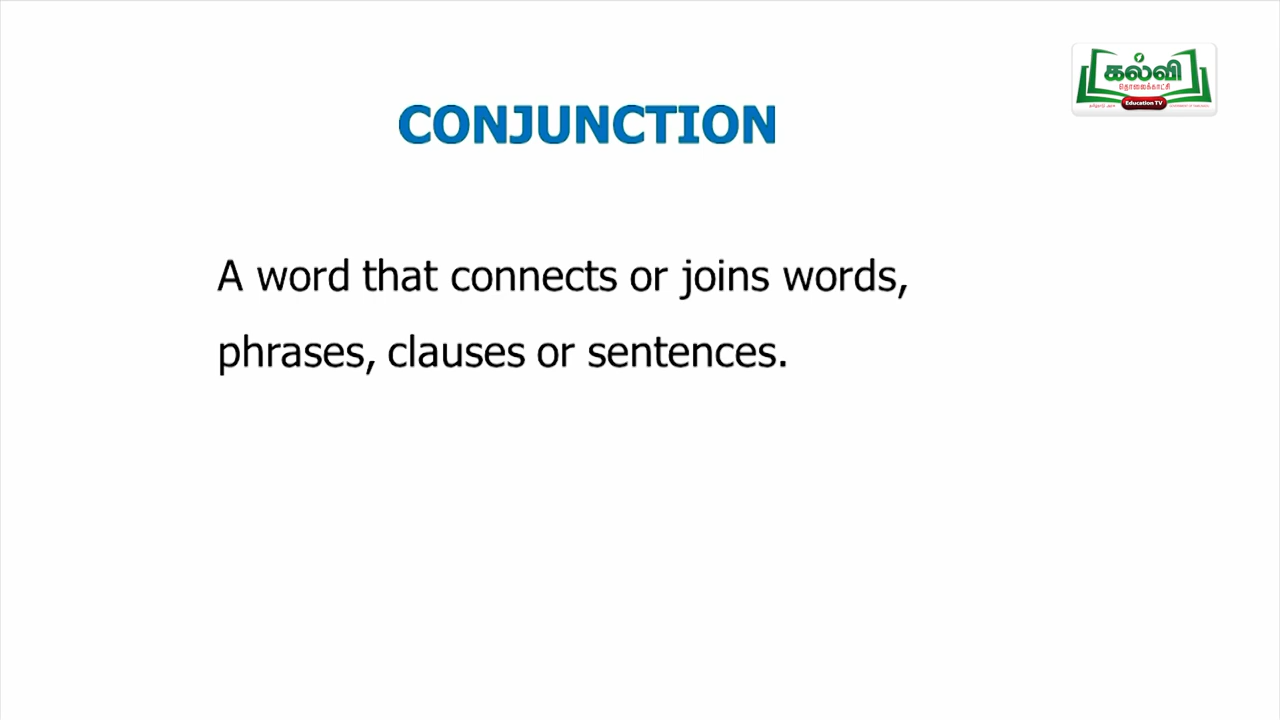 கல்வி
தொலைக்காட்சி
Education TV
CONJUNCTION
A word that connects or joins words,
phrases, clauses or sentences.